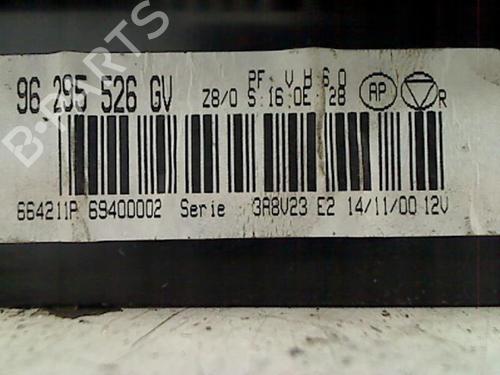 PF. V H 6.0
96 295 526 GV Z8/0 S:16.0E:28 AP R
664211P 69400002 Serie 3A8V23 E2 14/11/00 12V
B-PARTS